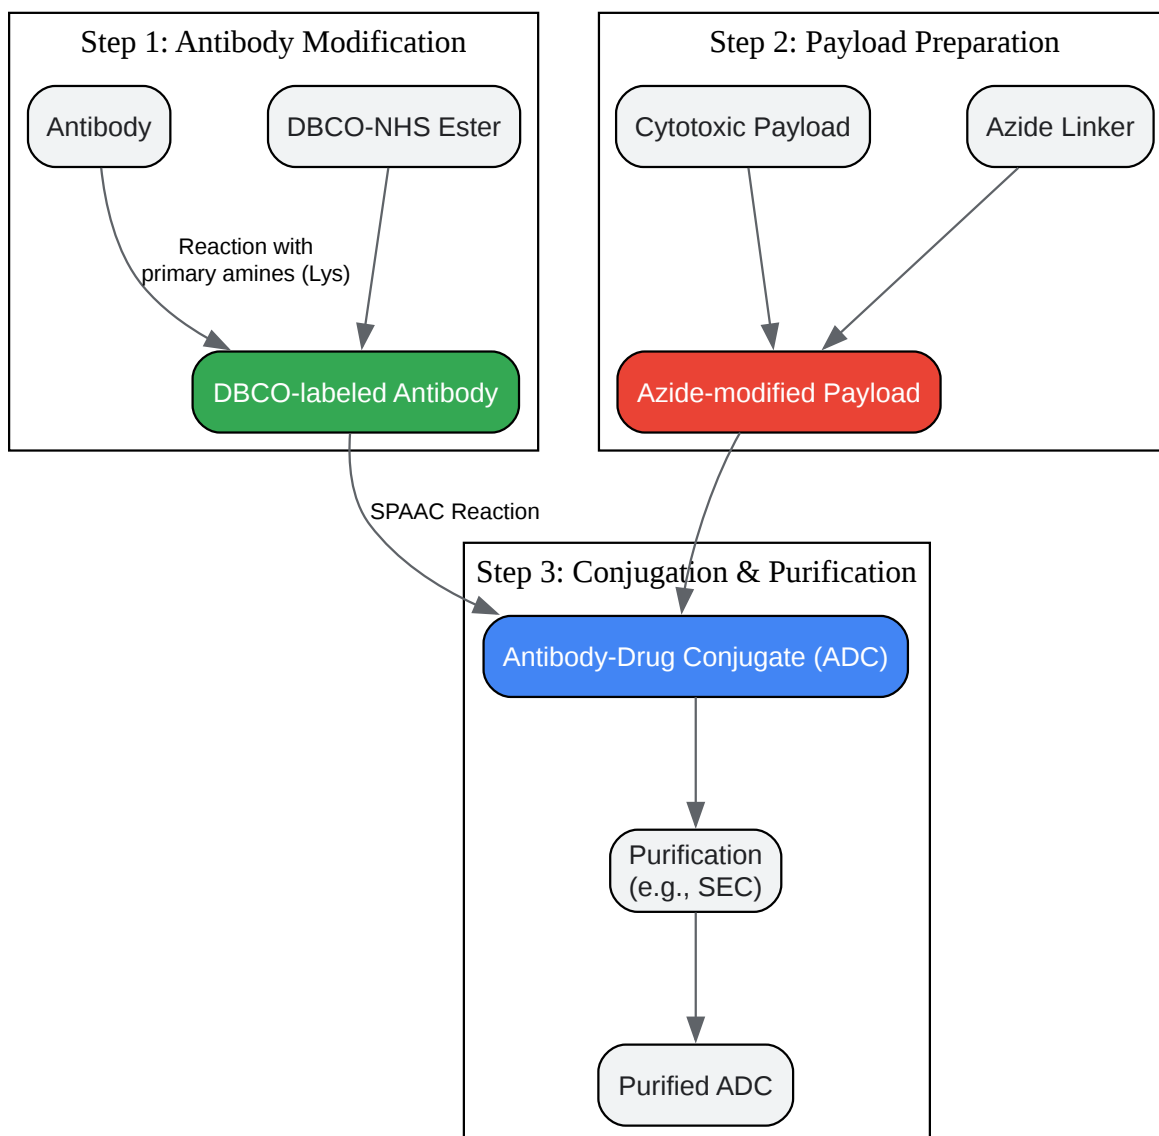 Step 1: Antibody Modification
Antibody
DBCO-NHS Ester
Reaction with
primary amines (Lys)
DBCO-labeled Antibody
Step 2: Payload Preparation
Cytotoxic Payload
Azide Linker
Azide-modified Payload
SPAAC Reaction
Step 3: Conjugation & Purification
Antibody-Drug Conjugate (ADC)
Purification
(e.g., SEC)
Purified ADC